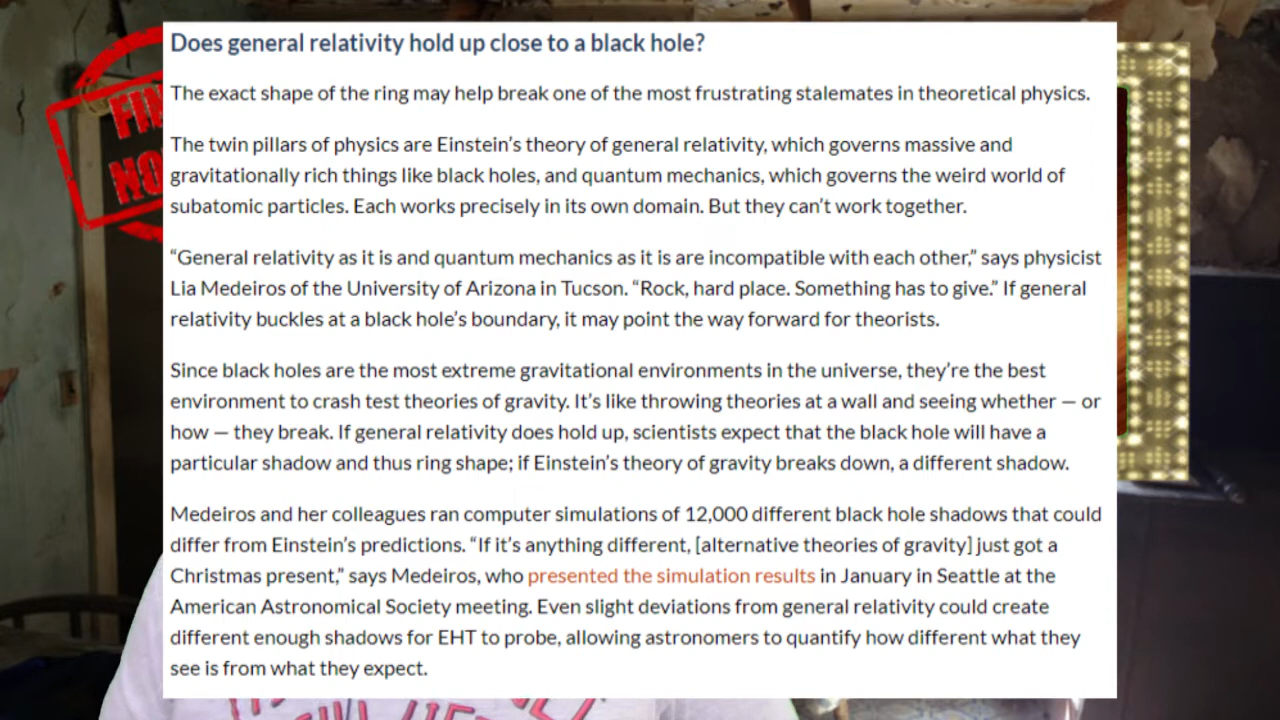 Does general relativity hold up close to a black hole?
The exact shape of the ring may help break one of the most frustrating stalemates in theoretical physics.
The twin pillars of physics are Einstein’s theory of general relativity, which governs massive and
gravitationally rich things like black holes, and quantum mechanics, which governs the weird world of
subatomic particles. Each works precisely in its own domain. But they can’t work together.
“General relativity as it is and quantum mechanics as it is are incompatible with each other,” says physicist
Lia Medeiros of the University of Arizona in Tucson. “Rock, hard place. Something has to give.” If general
relativity buckles at a black hole’s boundary, it may point the way forward for theorists.
Since black holes are the most extreme gravitational environments in the universe, they’re the best
environment to crash test theories of gravity. It’s like throwing theories at a wall and seeing whether — or
how — they break. If general relativity does hold up, scientists expect that the black hole will have a
particular shadow and thus ring shape; if Einstein’s theory of gravity breaks down, a different shadow.
Medeiros and her colleagues ran computer simulations of 12,000 different black hole shadows that could
differ from Einstein’s predictions. “If it’s anything different, [alternative theories of gravity] just got a
Christmas present,” says Medeiros, who presented the simulation results in January in Seattle at the
American Astronomical Society meeting. Even slight deviations from general relativity could create
different enough shadows for EHT to probe, allowing astronomers to quantify how different what they
see is from what they expect.